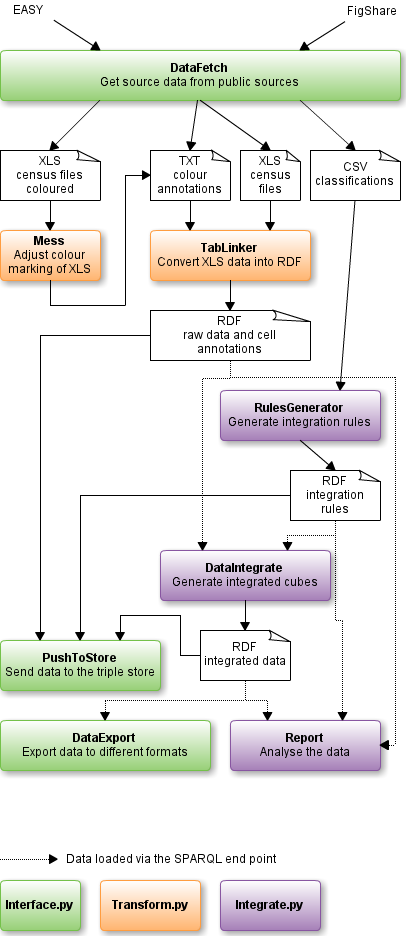 EASY
FigShare
DataFetch
Get source data from public sources
XLS
census files
coloured
TXT
colour
annotations
XLS
census
files
CSV
classifications
Mess
Adjust colour
marking of XLS
TabLinker
Convert XLS data into RDF
RDF
raw data and cell
annotations
RulesGenerator
Generate integration rules
RDF
integration
rules
DataIntegrate
Generate integrated cubes
RDF
integrated data
PushToStore
Send data to the triple store
DataExport
Export data to different formats
Report
Analyse the data
Data loaded via the SPARQL end point
Interface.py
Transform.py
Integrate.py